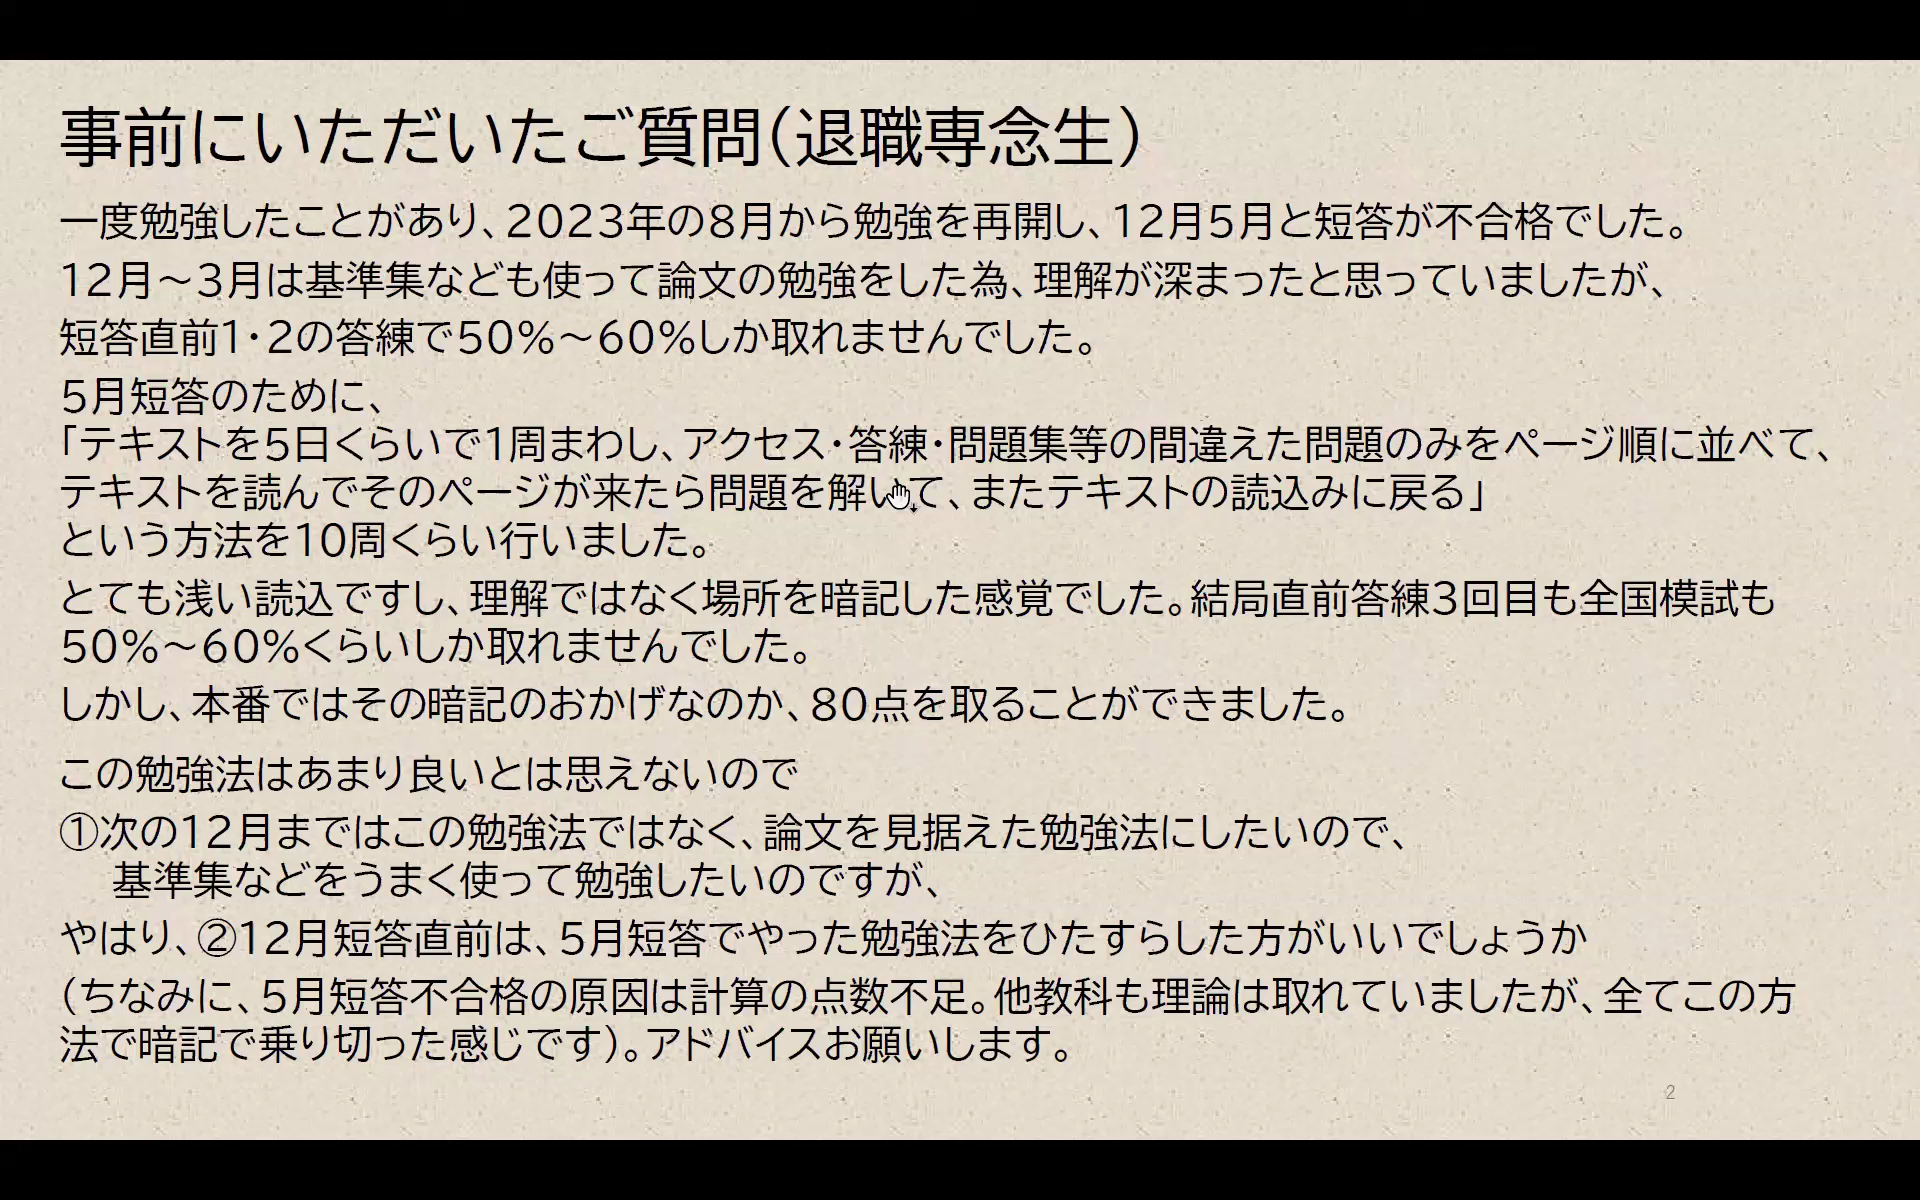 事前にいただいたご質問（退職専念生）
一度勉強したことがあり、2023年の8月から勉強を再開し、12月5月と短答が不合格でした。
12月～3月は基準集なども使って論文の勉強をした為、理解が深まったと思っていましたが、
短答直前1・2の答練で50%～60%しか取れませんでした。
5月短答のために、
「テキストを5日くらいで1周まわし、アクセス・答練・問題集等の間違えた問題のみをページ順に並べて、
テキストを読んでそのページが来たら問題を解いて、またテキストの読込みに戻る」
という方法を10周くらい行いました。
とても浅い読込ですし、理解ではなく場所を暗記した感覚でした。結局直前答練3回目も全国模試も
50%～60%くらいしか取れませんでした。
しかし、本番ではその暗記のおかげなのか、80点を取ることができました。
この勉強法はあまり良いとは思えないので
①次の12月まではこの勉強法ではなく、論文を見据えた勉強法にしたいので、
基準集などをうまく使って勉強したいのですが、
やはり、②12月短答直前は、5月短答でやった勉強法をひたすらした方がいいでしょうか
（ちなみに、5月短答不合格の原因は計算の点数不足。他教科も理論は取れていましたが、全てこの方
法で暗記で乗り切った感じです）。アドバイスお願いします。
2